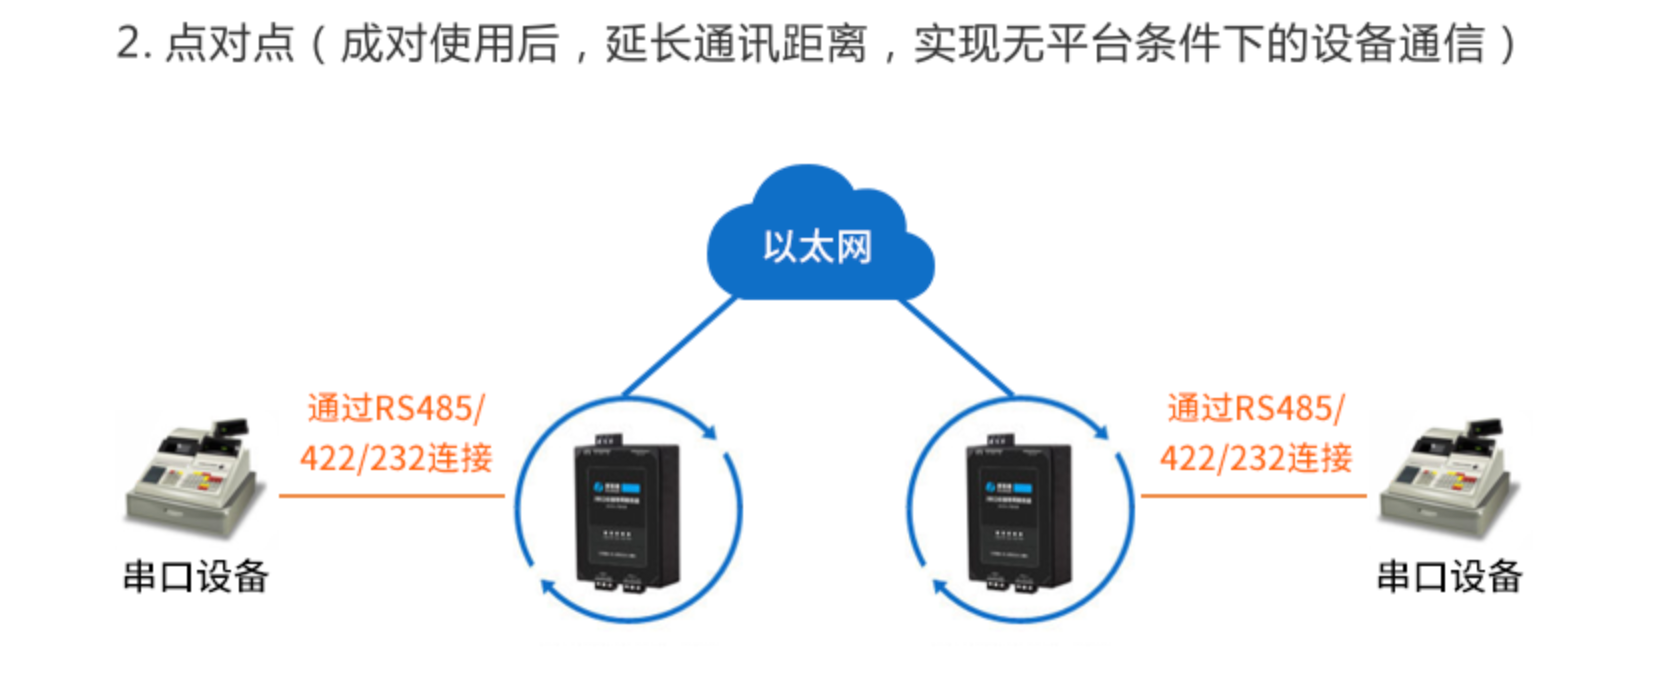 2. 点对点（成对使用后，延长通讯距离，实现无平台条件下的设备通信）
以太网
通过RS485/
422/232连接
通过RS485/
422/232连接
串口设备
串口设备